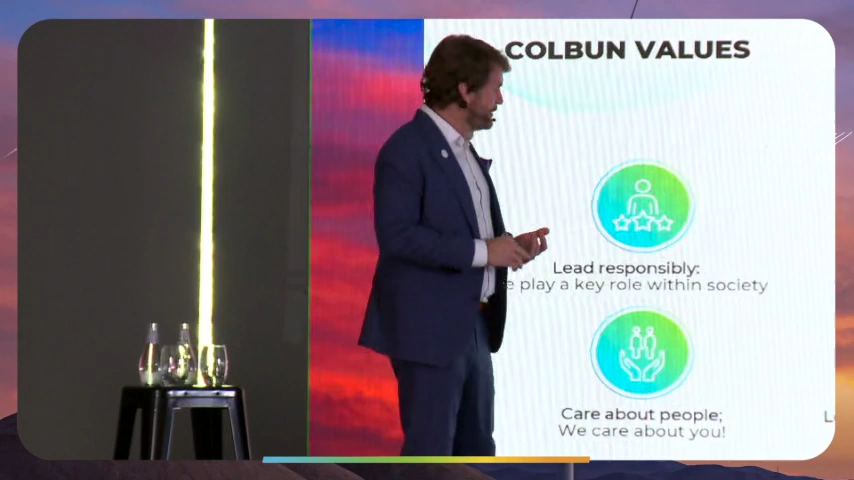 COLBUN VALUES
Lead responsibly:
play a key role within society
Care about people;
We care about you!